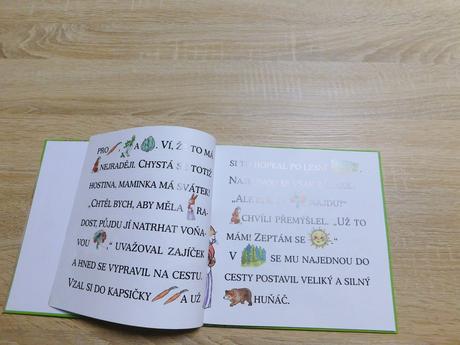 PRO , A . VÍ, ŽE TO MÁ
NEJRADĚJI. CHYSTÁ SE TOTIŽ
HOSTINA, MAMINKA MÁ SVÁTEK!
„CHTĚL BYCH, ABY MĚLA RA-
DOST, PŮJDU JÍ NATRHAT VOŇA-
VOU ,“ UVAŽOVAL ZAJÍČEK
A HNED SE VYPRAVIL NA CESTU.
VZAL SI DO KAPSIČKY A UŽ
SI TO HOPKAL PO LESNÍ
„ALE KDE NAJDU?“
CHVÍLI PŘEMÝŠLEL. „UŽ TO
MÁM! ZEPTÁM SE .“
V SE MU NAJEDNOU DO
CESTY POSTAVIL VELIKÝ A SILNÝ
HUŇÁČ.